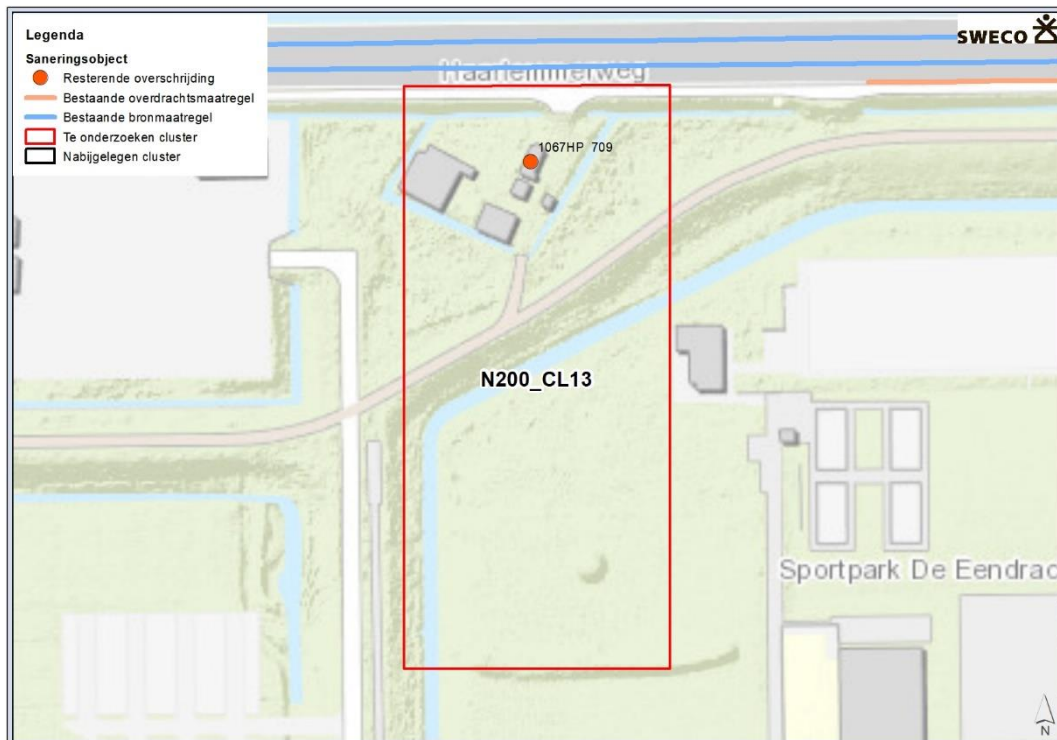 Legenda
Saneringsobject
Resterende overschrijding
Bestaande overdrachtsmaatregel
Bestaande bronmaatregel
Te onderzoeken cluster
Nabijgelegen cluster
SWECO
Haarlemmerweg
1067HP 709
N200_CL13
Sportpark De Eendrac
N